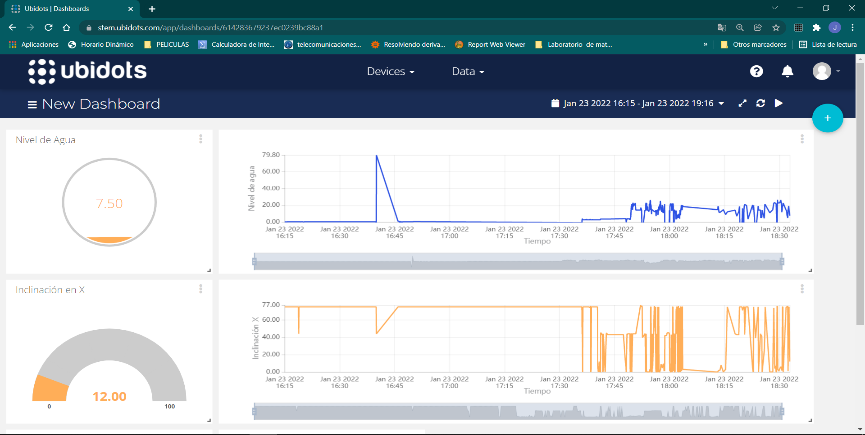 Ubidots | Dashboards
stem.ubidots.com/app/dashboards/614283679237ec0239bc88a1
Aplicaciones Horario Dinámico PELICULAS Calculadora de Inte... telecomunicaciones... Resolviendo deriva... Report Web Viewer Laboratorio de mat... » Otros marcadores Lista de lectura
ubidots Devices Data
New Dashboard Jan 23 2022 16:15 - Jan 23 2022 19:16
Nivel de Agua
7.50
Nivel de agua
79.80
60.00
40.00
20.00
0.00
Jan 23 2022 Jan 23 2022 Jan 23 2022 Jan 23 2022 Jan 23 2022 Jan 23 2022 Jan 23 2022 Jan 23 2022 Jan 23 2022 Jan 23 2022
16:15 16:30 16:45 17:00 17:15 17:30 17:45 18:00 18:15 18:30
Tiempo
Inclinación en X
12.00
0 100
Inclinación X
77.00
60.00
40.00
20.00
0.00
Jan 23 2022 Jan 23 2022 Jan 23 2022 Jan 23 2022 Jan 23 2022 Jan 23 2022 Jan 23 2022 Jan 23 2022 Jan 23 2022 Jan 23 2022
16:15 16:30 16:45 17:00 17:15 17:30 17:45 18:00 18:15 18:30
Tiempo